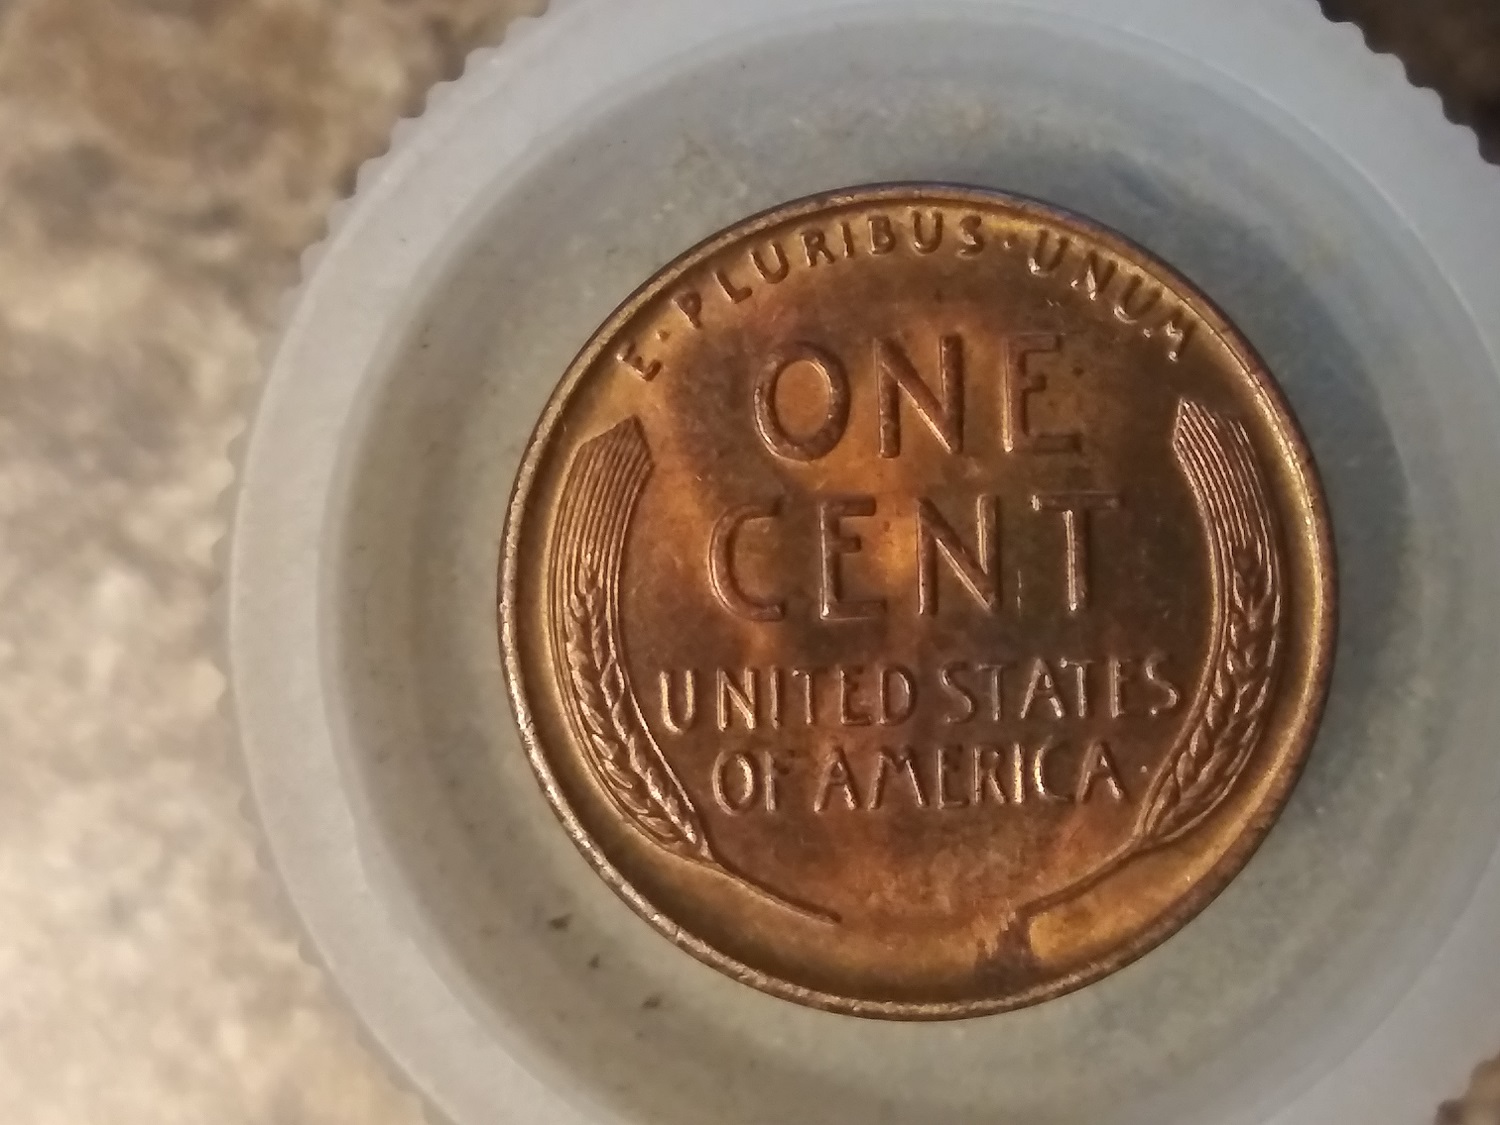 E·PLURIBUS·UNUM
ONE
CENT
UNITED STATES
OF AMERICA